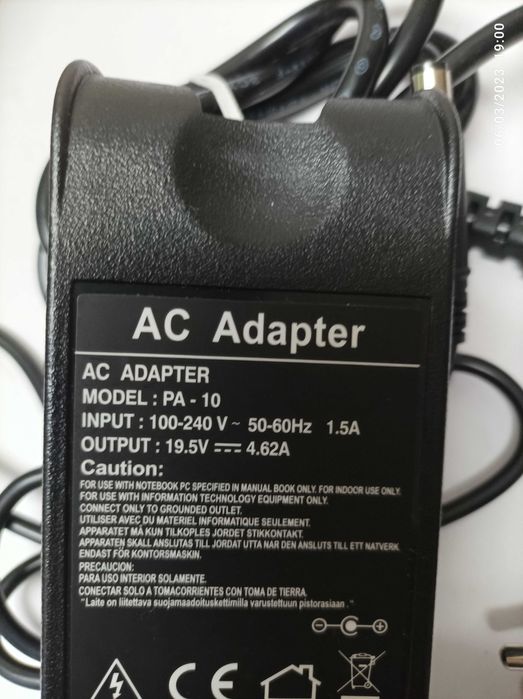 06/03/2023 19:00
AC Adapter
AC ADAPTER
MODEL : PA - 10
INPUT : 100-240 V ~ 50-60Hz 1.5A
OUTPUT : 19.5V ⎓ 4.62A
Caution:
FOR USE WITH NOTEBOOK PC SPECIFIED IN MANUAL BOOK ONLY. FOR INDOOR USE ONLY.
FOR USE WITH INFORMATION TECHNOLOGY EQUIPMENT ONLY.
CONNECT ONLY TO GROUNDED OUTLET.
UTILISER AVEC DU MATERIEL INFORMATIQUE SEULEMENT.
APPARATET MÅ KUN TILKOPLES JORDET STIKKONTAKT.
APPARATEN SKALL ANSLUTAS TILL JORDAT UTTA NAR DEN ANSLUTS TILL ETT NATVERK
ENDAST FÖR KONTORSMASKIN.
PRECAUCION:
PARA USO INTERIOR SOLAMENTE.
CONECTAR SOLO A TOMACORRIENTES CON TOMA DE TIERRA.
"Laite on liitettava suojamaadoituskettimilla varustettuun pistorasiaan ."
CE